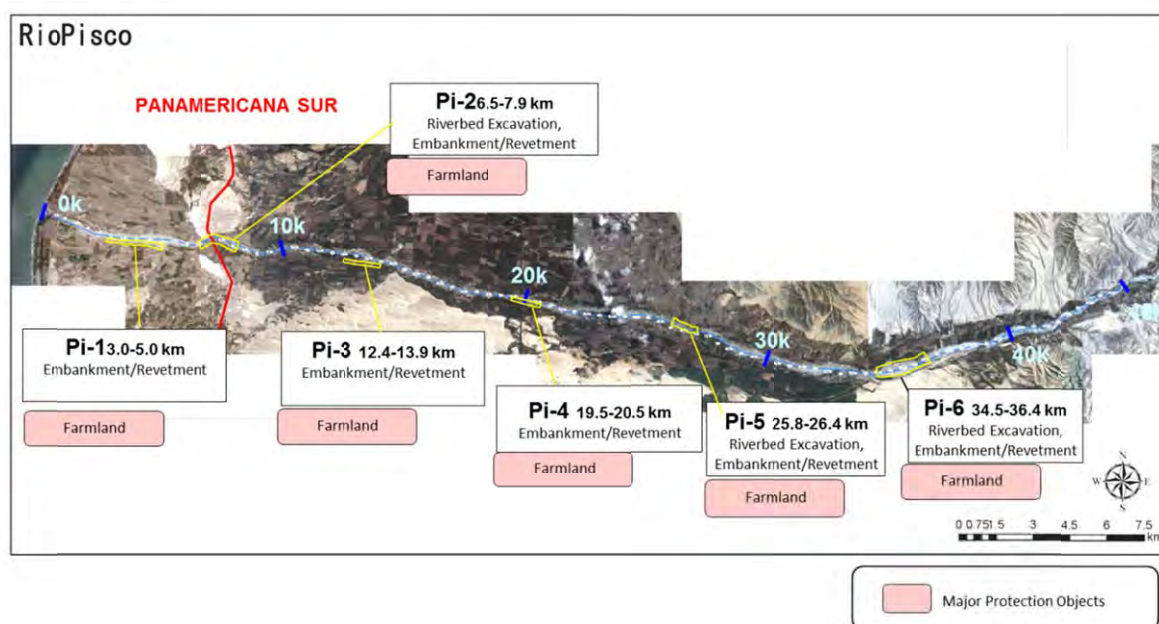 RioPisco
PANAMERICANA SUR
Pi-2 6.5-7.9 km
Riverbed Excavation,
Embankment/Revetment
Farmland
0k
10k
20k
30k
40k
Pi-1 3.0-5.0 km
Embankment/Revetment
Farmland
Pi-3 12.4-13.9 km
Embankment/Revetment
Farmland
Pi-4 19.5-20.5 km
Embankment/Revetment
Farmland
Pi-5 25.8-26.4 km
Riverbed Excavation,
Embankment/Revetment
Farmland
Pi-6 34.5-36.4 km
Riverbed Excavation,
Embankment/Revetment
Farmland
N
W E
S
0 0.75 1.5 3 4.5 6 7.5
km
Major Protection Objects